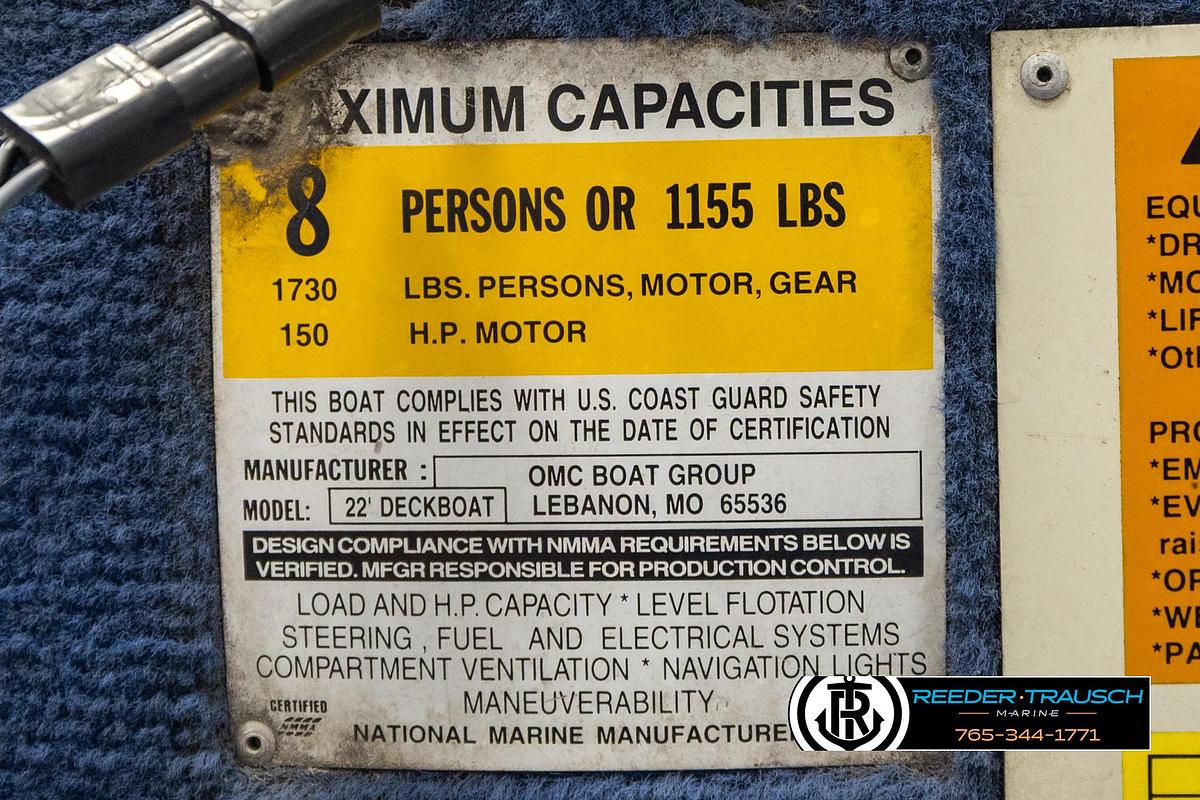 XIMUM CAPACITIES
8 PERSONS OR 1155 LBS
1730 LBS. PERSONS, MOTOR, GEAR
150 H.P. MOTOR
THIS BOAT COMPLIES WITH U.S. COAST GUARD SAFETY
STANDARDS IN EFFECT ON THE DATE OF CERTIFICATION
MANUFACTURER : OMC BOAT GROUP
MODEL: 22' DECKBOAT LEBANON, MO 65536
DESIGN COMPLIANCE WITH NMMA REQUIREMENTS BELOW IS
VERIFIED. MFGR RESPONSIBLE FOR PRODUCTION CONTROL.
LOAD AND H.P. CAPACITY * LEVEL FLOTATION
STEERING , FUEL AND ELECTRICAL SYSTEMS
COMPARTMENT VENTILATION * NAVIGATION LIGHTS
MANEUVERABILITY
CERTIFIED
NMMA
NATIONAL MARINE MANUFACTURE
EQU
*DR
*MO
*LIF
*Oth
PRO
*EM
*EV
rai
*OP
*WE
*PA
R
REEDER·TRAUSCH
MARINE
765-344-1771